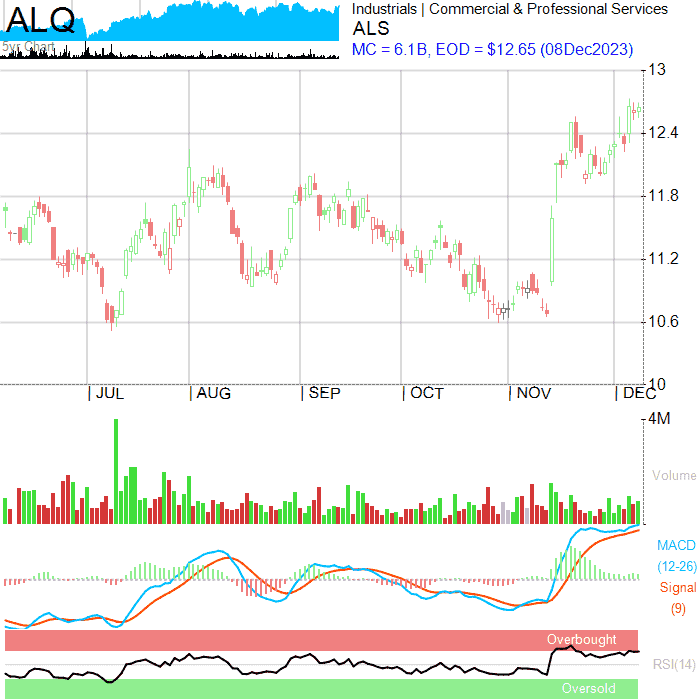 ALQ
5yr Chart
Industrials | Commercial & Professional Services
ALS
MC = 6.1B, EOD = $12.65 (08Dec2023)
13
12.4
11.8
11.2
10.6
10
| JUL | AUG | SEP | OCT | NOV | DEC
4M
Volume
MACD
(12-26)
Signal
(9)
Overbought
RSI(14)
Oversold